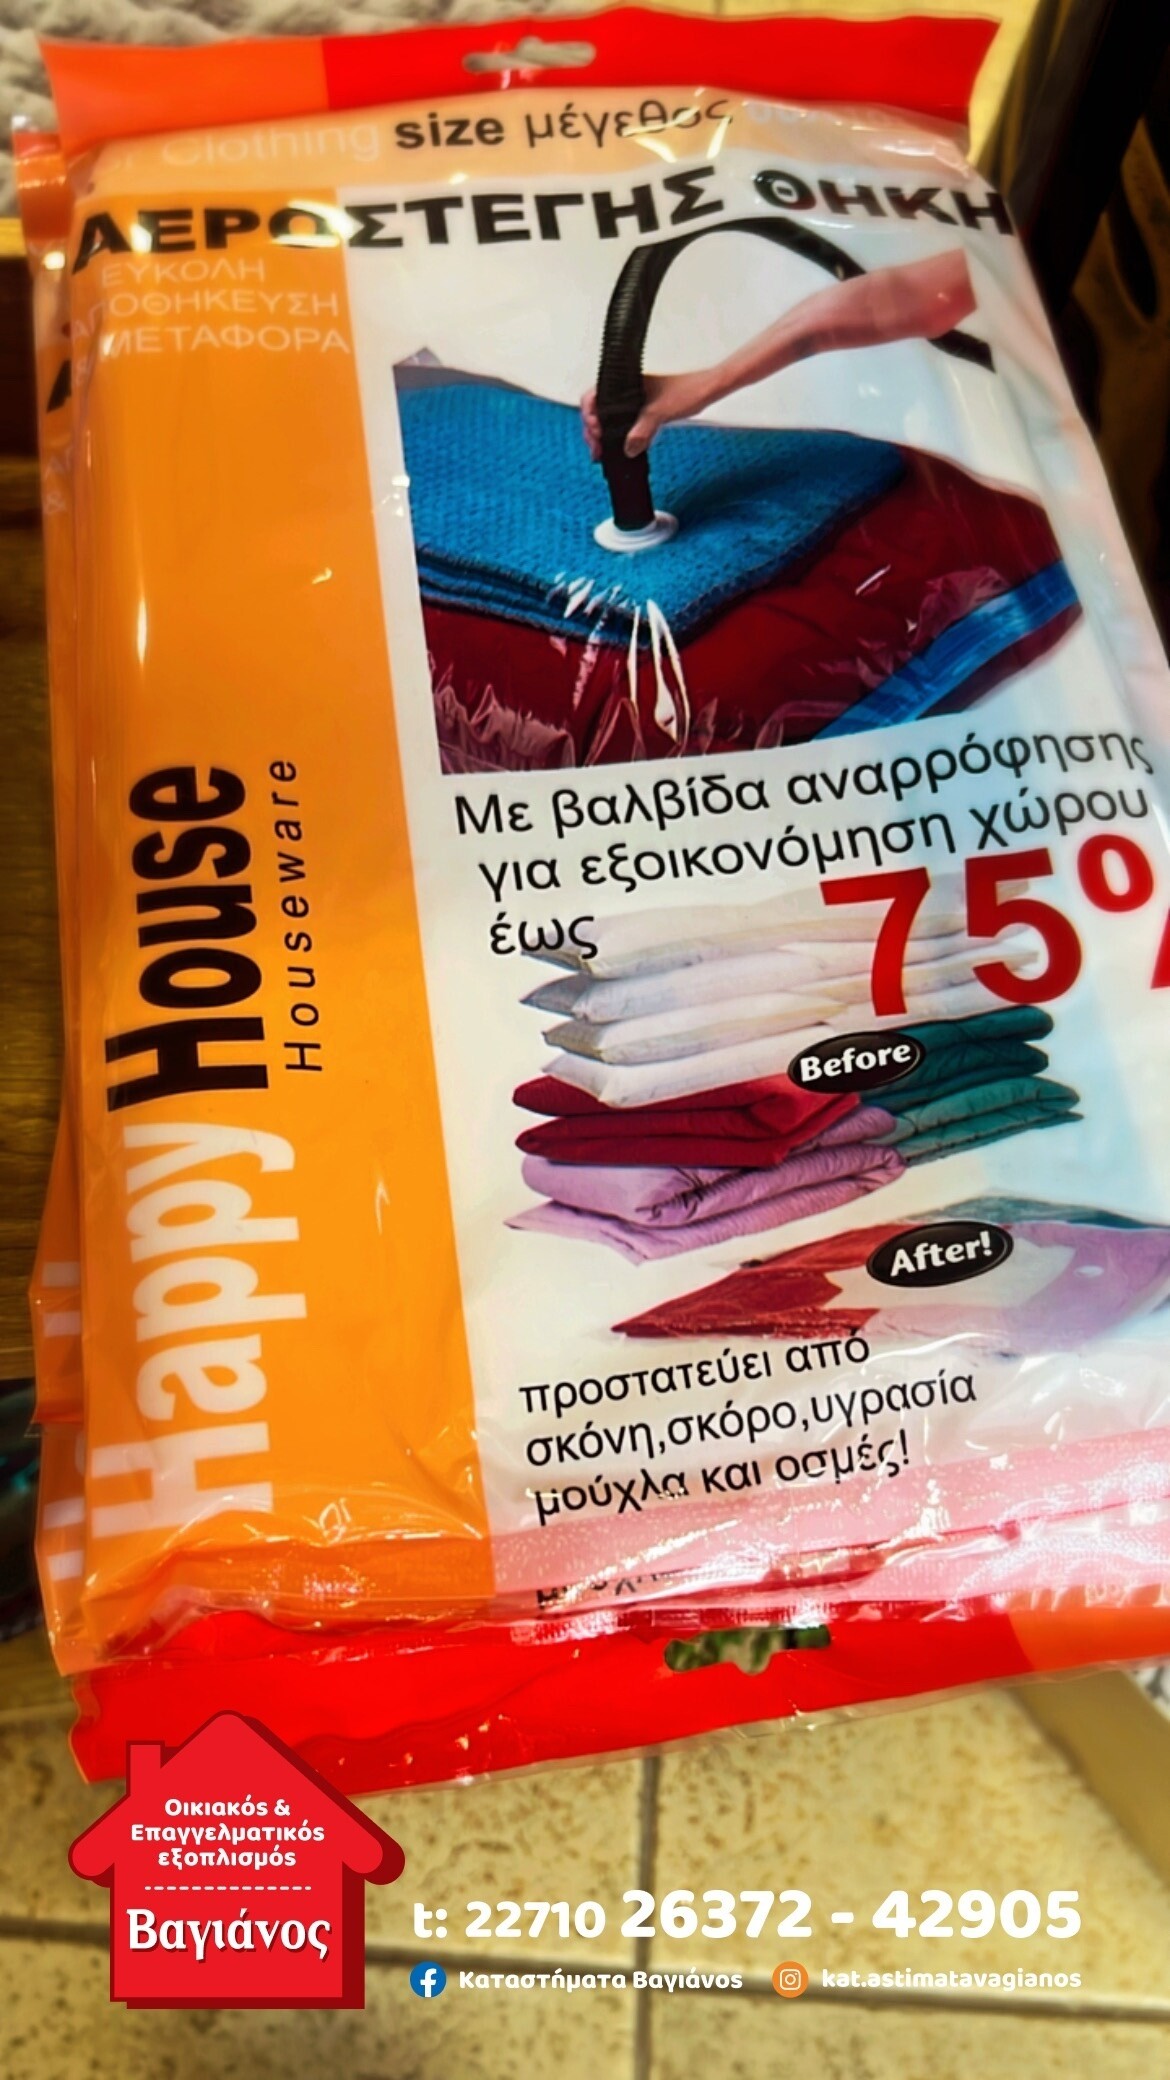 Clothing size μέγεθος
ΑΕΡΟΣΤΕΓΗΣ ΘΗΚΗ
ΕΥΚΟΛΗ
ΑΠΟΘΗΚΕΥΣΗ
& ΜΕΤΑΦΟΡΑ
Happy House
Houseware
Με βαλβίδα αναρρόφησης
για εξοικονόμηση χώρου
έως 75%
Before
After!
προστατεύει από
σκόνη,σκόρο,υγρασία
μούχλα και οσμές!
Οικιακός &
Επαγγελματικός
εξοπλισμός
Βαγιάνος
t: 22710 26372 - 42905
Καταστήματα Βαγιάνος kat.astimatavagianos